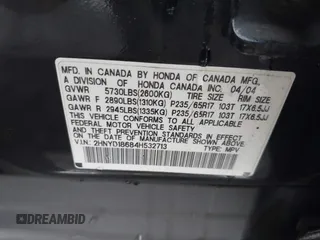 MFD. IN CANADA BY HONDA OF CANADA MFG.
A DIVISION OF HONDA CANADA INC. 04/04
GVWR 5730LBS(2600KG) TIRE SIZE RIM SIZE
GAWR F 2890LBS(1310KG) P235/65R17 103T 17X6.5JJ
GAWR R 2945LBS(1335KG) P235/65R17 103T 17X6.5JJ
THIS VEHICLE CONFORMS TO ALL APPLICABLE
FEDERAL MOTOR VEHICLE SAFETY STANDARDS
IN EFFECT ON THE DATE OF MANUFACTURE SHOWN ABOVE.
V.I.N.: 2HNYD18684H532713 TYPE: MPV
© DREAMBID DREAMBID.COM